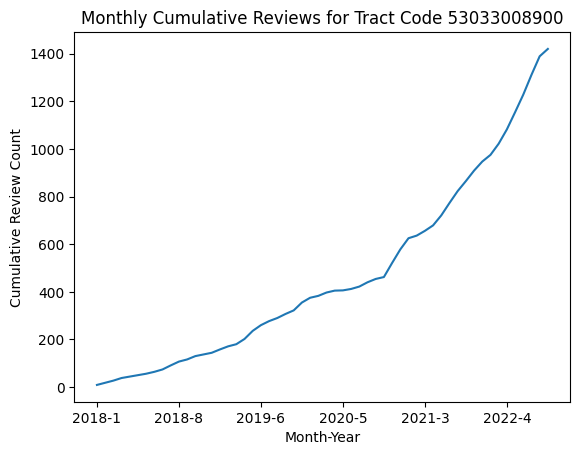 Monthly Cumulative Reviews for Tract Code 53033008900
Cumulative Review Count
1400
1200
1000
800
600
400
200
0
2018-1 2018-8 2019-6 2020-5 2021-3 2022-4
Month-Year